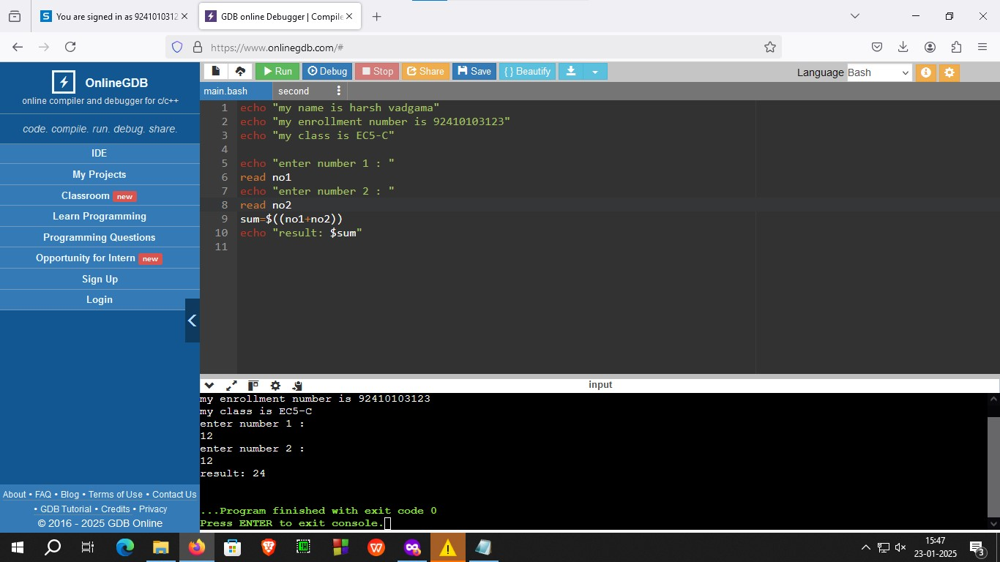 You are signed in as 9241010312
GDB online Debugger | Compile
https://www.onlinegdb.com/#
OnlineGDB
online compiler and debugger for c/c++
code. compile. run. debug. share.
IDE
My Projects
Classroom new
Learn Programming
Programming Questions
Opportunity for Intern new
Sign Up
Login
About • FAQ • Blog • Terms of Use • Contact Us
• GDB Tutorial • Credits • Privacy
© 2016 - 2025 GDB Online
Run Debug Stop Share Save { } Beautify
Language Bash
main.bash second
1 echo "my name is harsh vadgama"
2 echo "my enrollment number is 92410103123"
3 echo "my class is EC5-C"
4
5 echo "enter number 1 : "
6 read no1
7 echo "enter number 2 : "
8 read no2
9 sum=$((no1+no2))
10 echo "result: $sum"
11
input
my enrollment number is 92410103123
my class is EC5-C
enter number 1 :
12
enter number 2 :
12
result: 24
...Program finished with exit code 0
Press ENTER to exit console.
15:47
23-01-2025
3